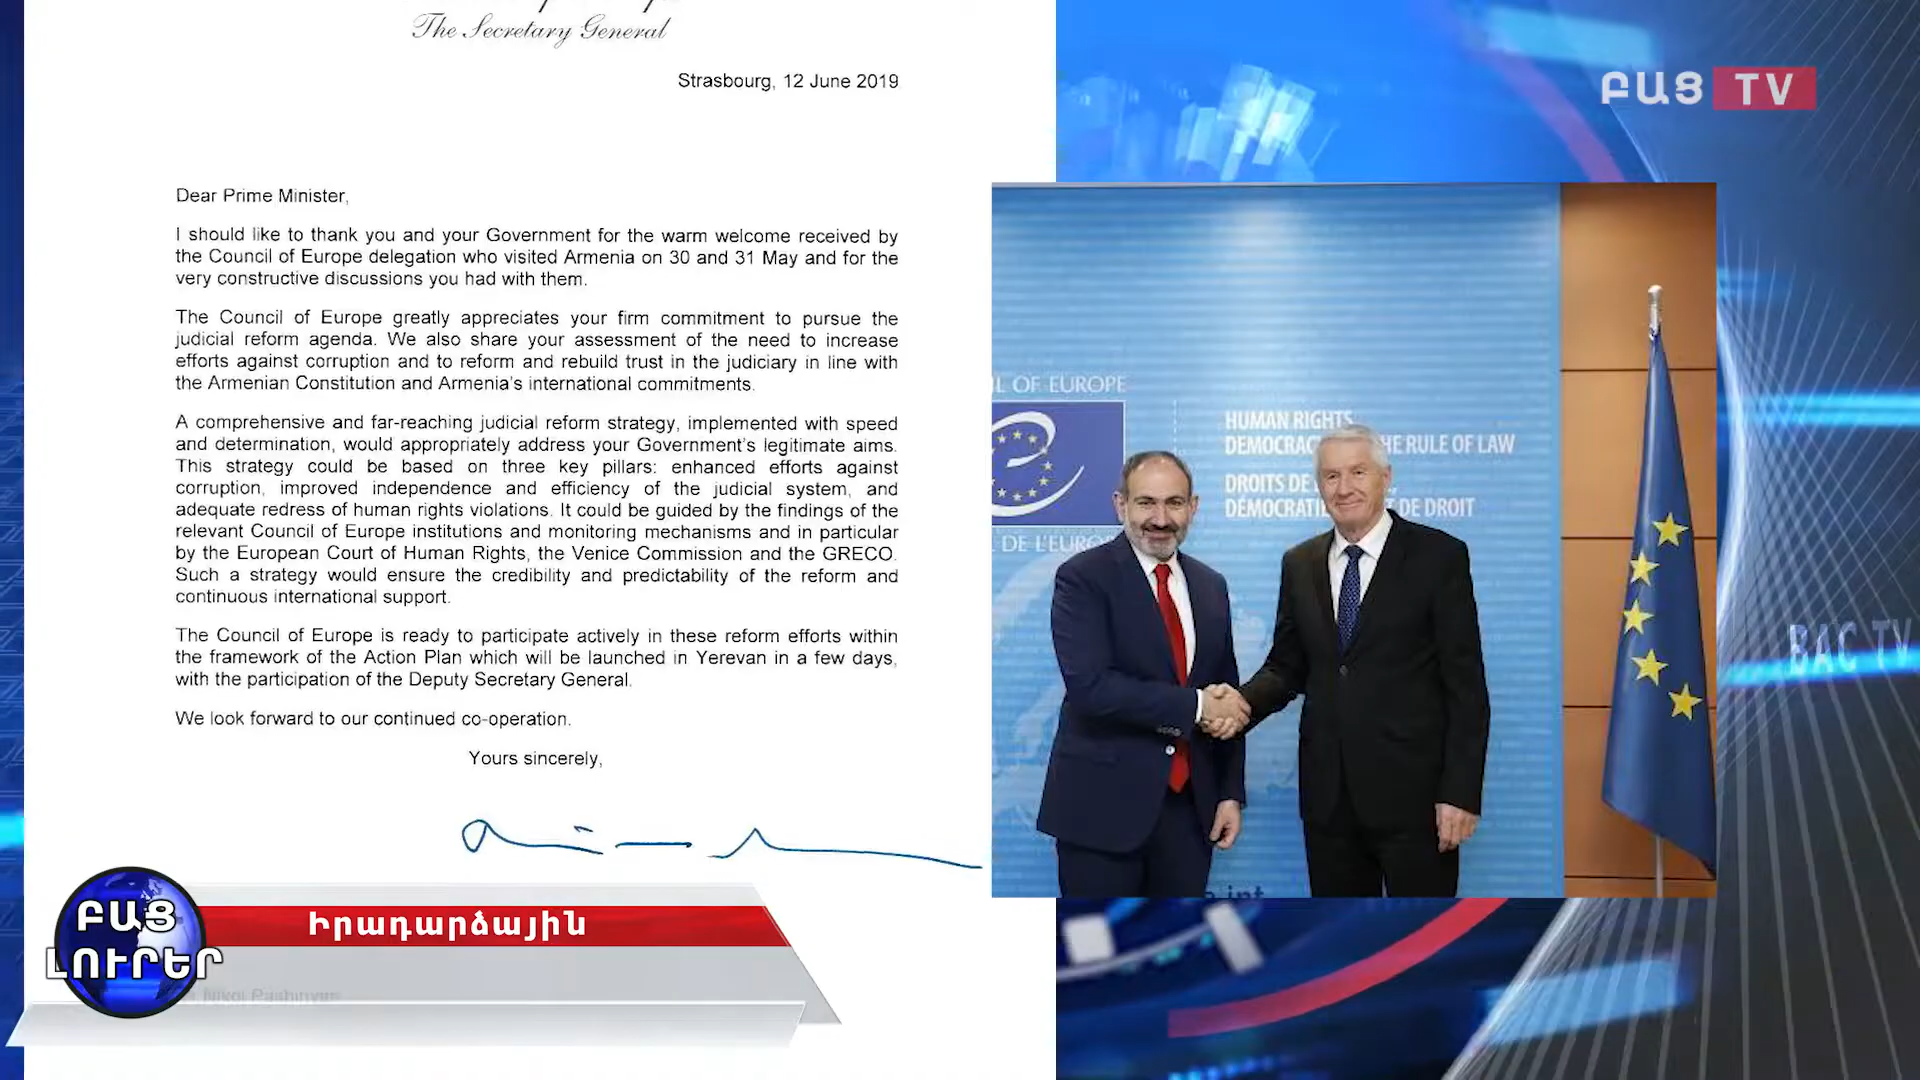 The Secretary General
Strasbourg, 12 June 2019
Dear Prime Minister,
I should like to thank you and your Government for the warm welcome received by
the Council of Europe delegation who visited Armenia on 30 and 31 May and for the
very constructive discussions you had with them.
The Council of Europe greatly appreciates your firm commitment to pursue the
judicial reform agenda. We also share your assessment of the need to increase
efforts against corruption and to reform and rebuild trust in the judiciary in line with
the Armenian Constitution and Armenia's international commitments.
A comprehensive and far-reaching judicial reform strategy, implemented with speed
and determination, would appropriately address your Government's legitimate aims.
This strategy could be based on three key pillars: enhanced efforts against
corruption, improved independence and efficiency of the judicial system, and
adequate redress of human rights violations. It could be guided by the findings of the
relevant Council of Europe institutions and monitoring mechanisms and in particular
by the European Court of Human Rights, the Venice Commission and the GRECO.
Such a strategy would ensure the credibility and predictability of the reform and
continuous international support.
The Council of Europe is ready to participate actively in these reform efforts within
the framework of the Action Plan which will be launched in Yerevan in a few days,
with the participation of the Deputy Secretary General.
We look forward to our continued co-operation.
Yours sincerely,
Nikol Pashinyan
ԲԱՑ
ԼՈՒՐԵՐ
Իրադարձային
ԲԱՑ TV
OF EUROPE
HUMAN RIGHTS,
THE RULE OF LAW
DROITS DE
DE DROIT
DE L'EUROPE
BAC TV